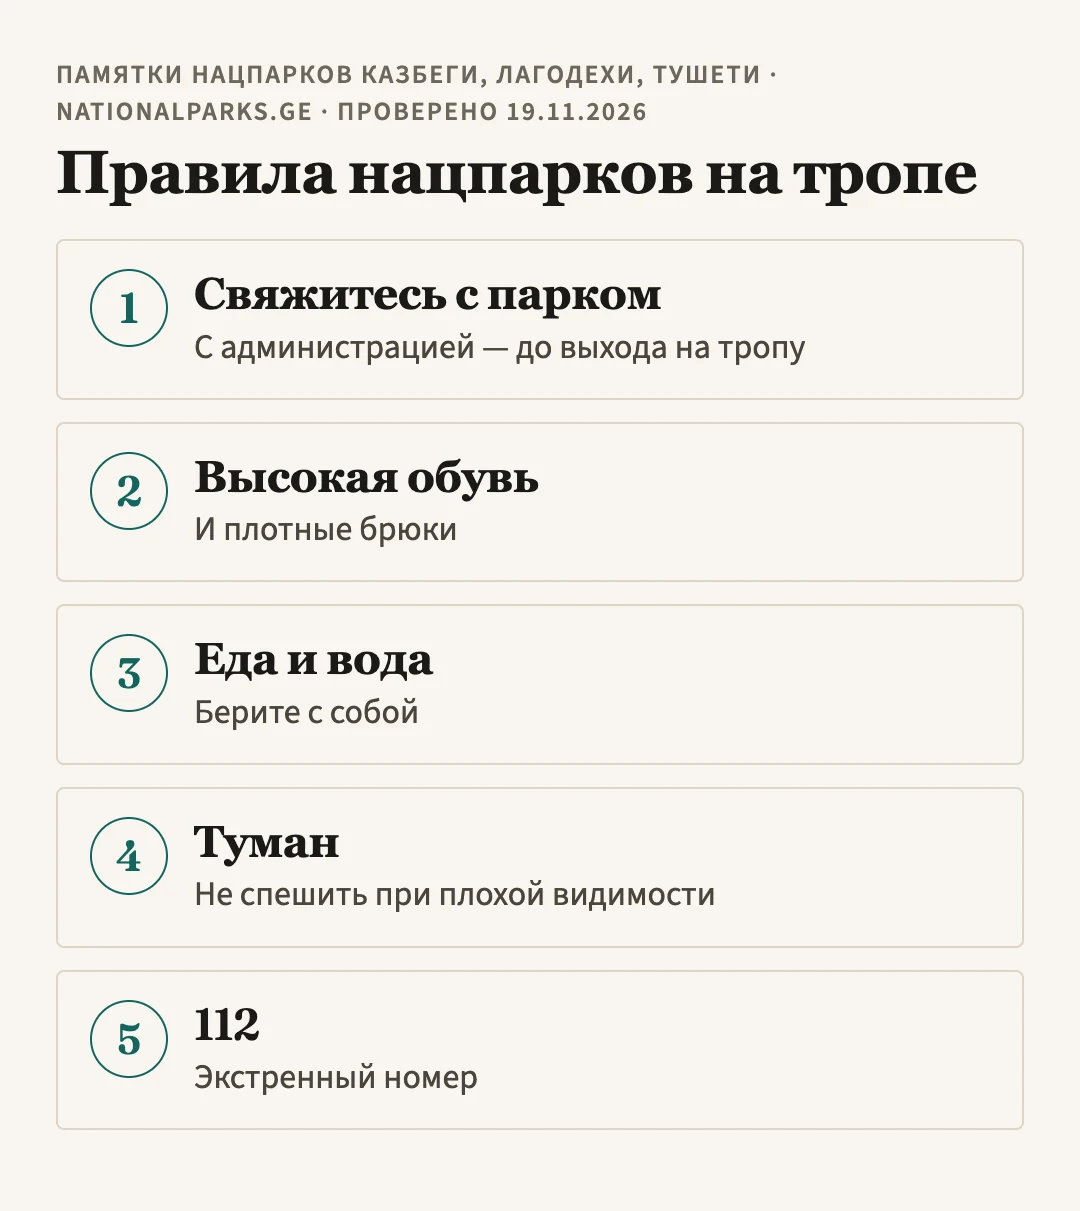 ПАМЯТКИ НАЦПАРКОВ КАЗБЕГИ, ЛАГОДЕХИ, ТУШЕТИ ·
NATIONALPARKS.GE · ПРОВЕРЕНО 19.11.2026
Правила нацпарков на тропе
1
Свяжитесь с парком
С администрацией — до выхода на тропу
2
Высокая обувь
И плотные брюки
3
Еда и вода
Берите с собой
4
Туман
Не спешить при плохой видимости
5
112
Экстренный номер